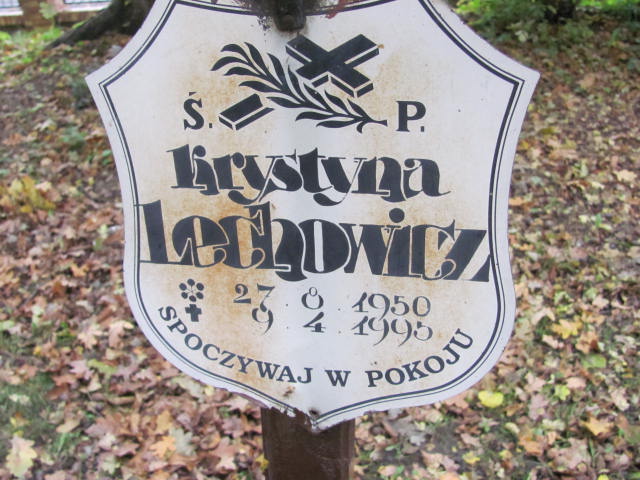 Ś. P.
Krystyna
Lechowicz
27 8 1950
9 4 1995
SPOCZYWAJ W POKOJU